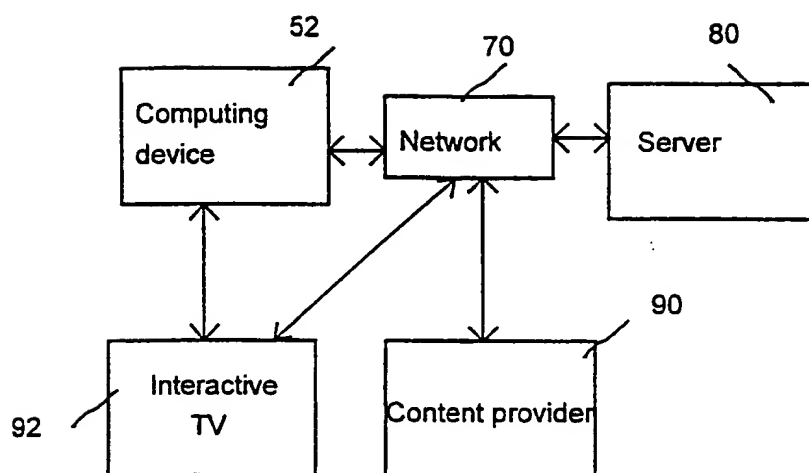 52
70
80
Computing
device
Network
Server
90
Interactive
TV
Content provider
92